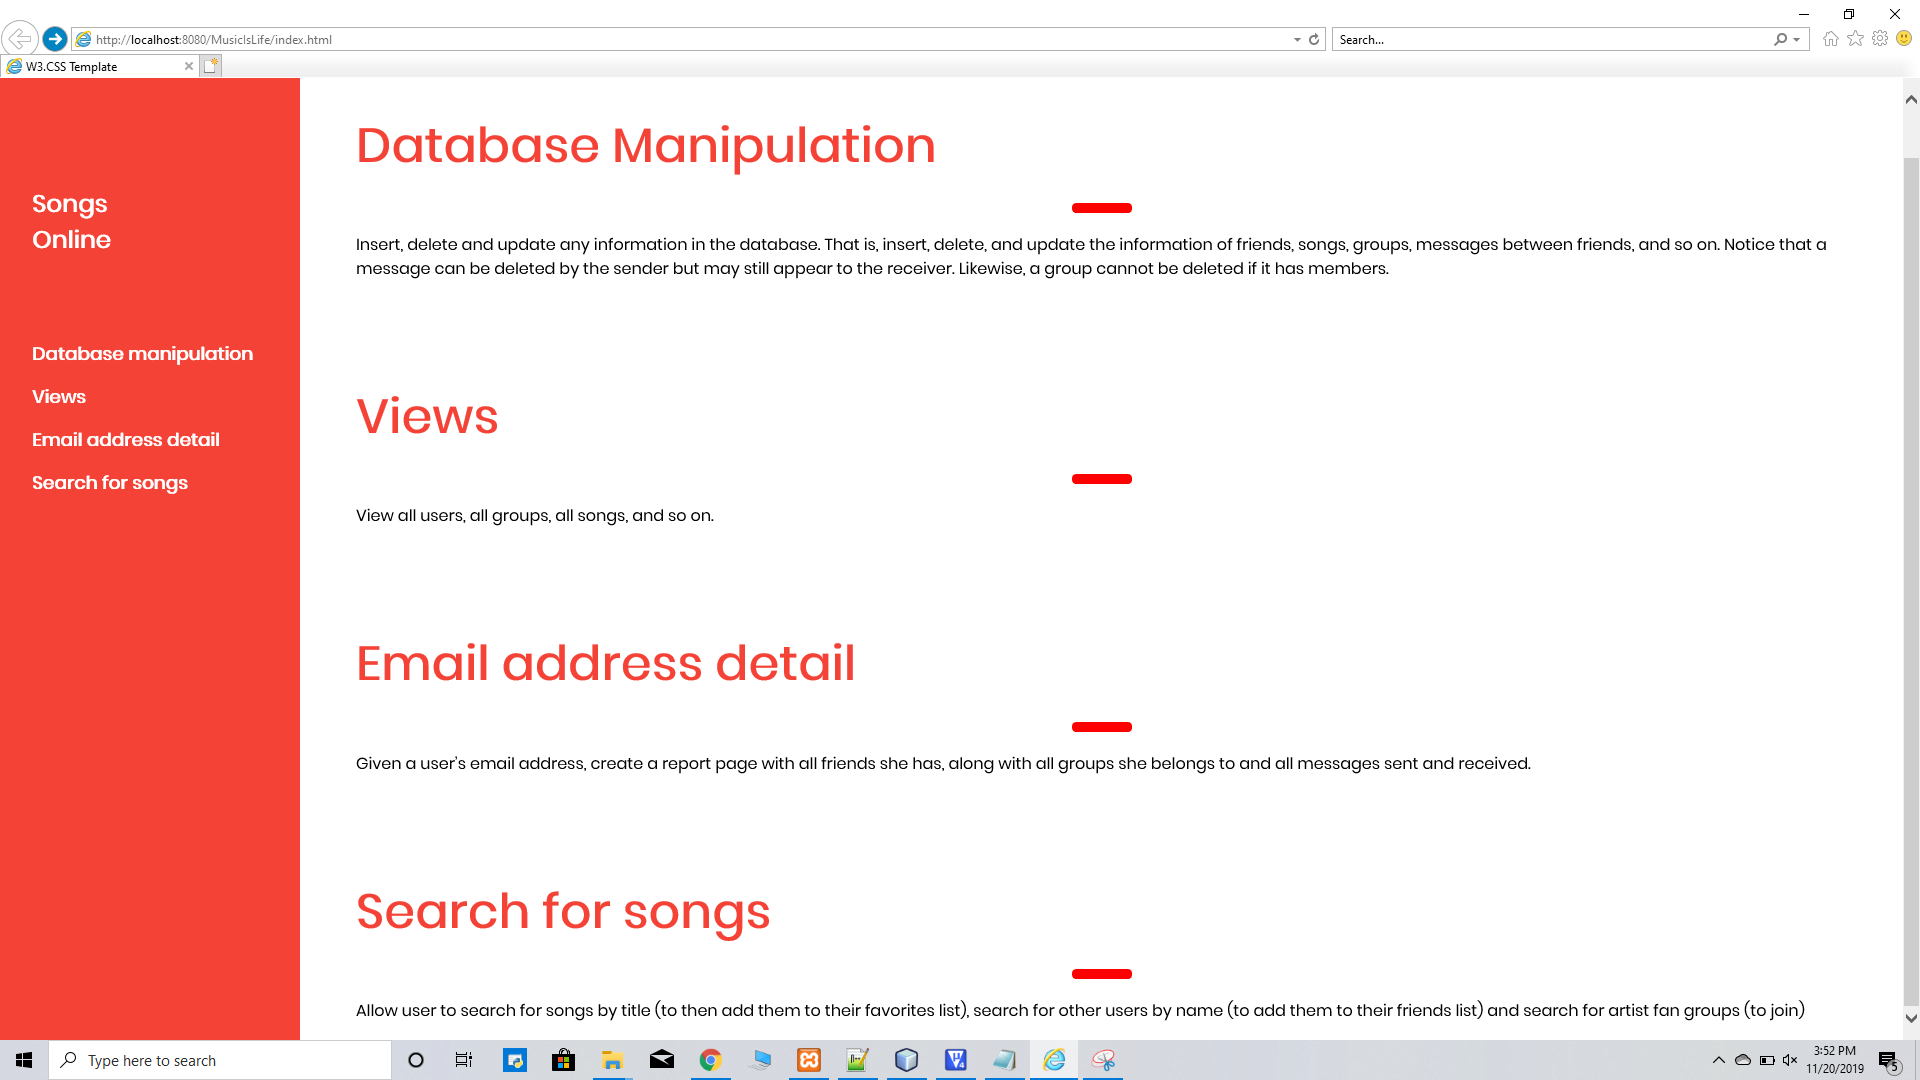 http://localhost:8080/MusicIsLife/index.html
Search...
W3.CSS Template
Songs
Online
Database manipulation
Views
Email address detail
Search for songs
Database Manipulation
Insert, delete and update any information in the database. That is, insert, delete, and update the information of friends, songs, groups, messages between friends, and so on. Notice that a
message can be deleted by the sender but may still appear to the receiver. Likewise, a group cannot be deleted if it has members.
Views
View all users, all groups, all songs, and so on.
Email address detail
Given a user's email address, create a report page with all friends she has, along with all groups she belongs to and all messages sent and received.
Search for songs
Allow user to search for songs by title (to then add them to their favorites list), search for other users by name (to add them to their friends list) and search for artist fan groups (to join)
Type here to search
3:52 PM
11/20/2019
5